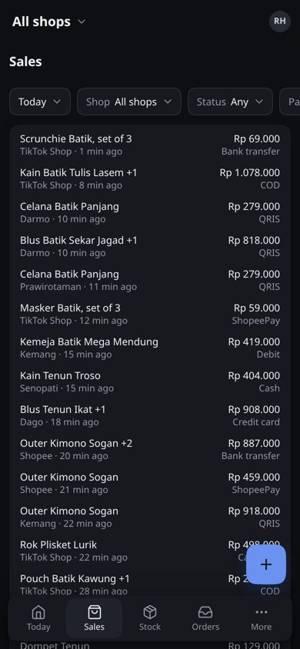 All shops
RH
Sales
Today
Shop All shops
Status Any
Pa
Scrunchie Batik, set of 3 Rp 69.000
TikTok Shop · 1 min ago Bank transfer
Kain Batik Tulis Lasem +1 Rp 1.078.000
TikTok Shop · 8 min ago COD
Celana Batik Panjang Rp 279.000
Darmo · 10 min ago QRIS
Blus Batik Sekar Jagad +1 Rp 818.000
Darmo · 10 min ago QRIS
Celana Batik Panjang Rp 279.000
Prawirotaman · 11 min ago QRIS
Masker Batik, set of 3 Rp 59.000
TikTok Shop · 12 min ago ShopeePay
Kemeja Batik Mega Mendung Rp 419.000
Kemang · 15 min ago Debit
Kain Tenun Troso Rp 404.000
Senopati · 15 min ago Cash
Blus Tenun Ikat +1 Rp 908.000
Dago · 18 min ago Credit card
Outer Kimono Sogan +2 Rp 887.000
Shopee · 20 min ago Bank transfer
Outer Kimono Sogan Rp 459.000
Shopee · 21 min ago ShopeePay
Outer Kimono Sogan Rp 918.000
Kemang · 22 min ago QRIS
Rok Plisket Lurik Rp
TikTok Shop · 22 min ago
Pouch Batik Kawung +1 Rp
TikTok Shop · 28 min ago COD
Today
Sales
Stock
Orders
More
Dompet Tenun Rp 129.000